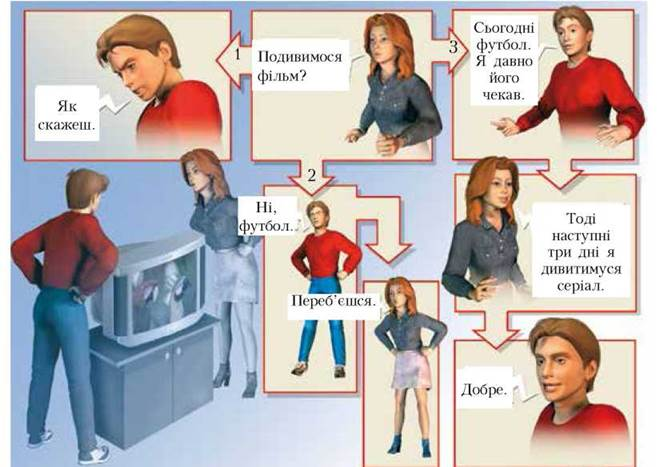 1
Подивимося
фільм?
3
Сьогодні
футбол.
Я давно
його
чекав.
Як
скажеш.
2
Ні,
футбол.
Переб’єшся.
Тоді
наступні
три дні я
дивитимуся
серіал.
Добре.